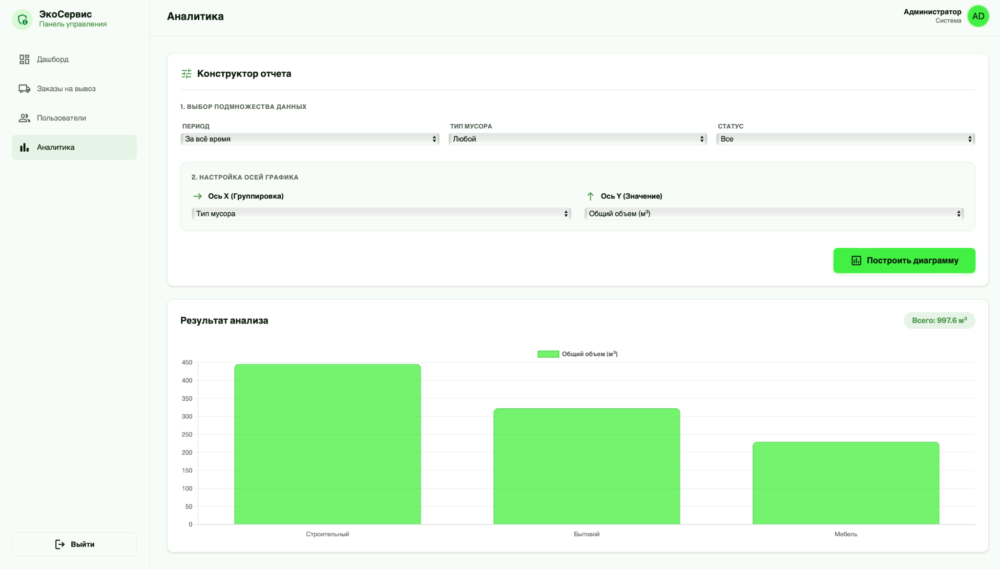 ЭкоСервис
Панель управления
Дашборд
Заказы на вывоз
Пользователи
Аналитика
Выйти
Аналитика
Администратор
Система
AD
Конструктор отчета
1. ВЫБОР ПОДМНОЖЕСТВА ДАННЫХ
ПЕРИОД
За всё время
ТИП МУСОРА
Любой
СТАТУС
Все
2. НАСТРОЙКА ОСЕЙ ГРАФИКА
Ось X (Группировка)
Тип мусора
Ось Y (Значение)
Общий объем (м³)
Построить диаграмму
Результат анализа
Всего: 997.6 м³
Общий объем (м³)
450
400
350
300
250
200
150
100
50
0
Строительный
Бытовой
Мебель